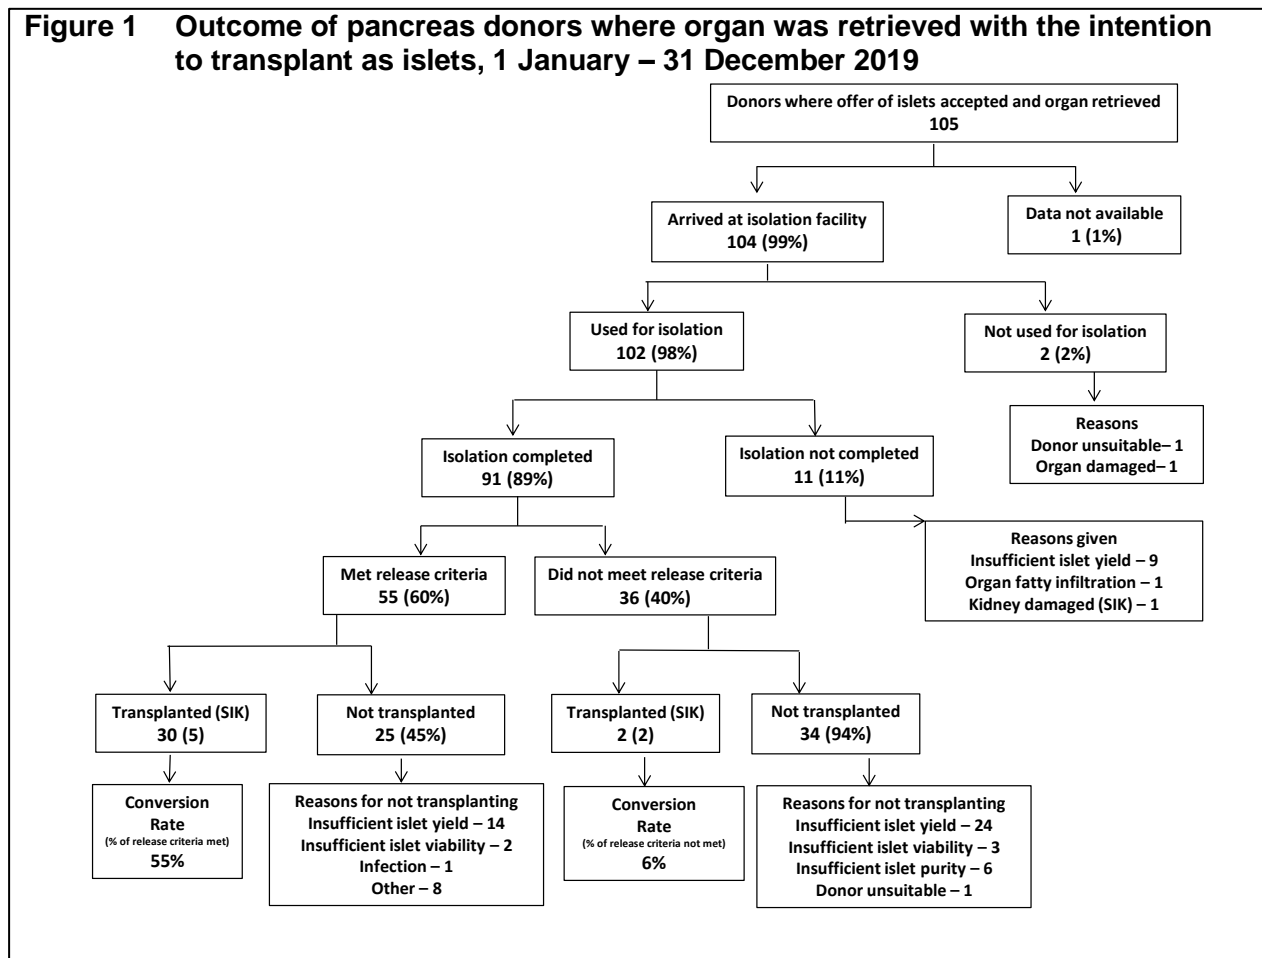 Figure 1 Outcome of pancreas donors where organ was retrieved with the intention
to transplant as islets, 1 January – 31 December 2019
Donors where offer of islets accepted and organ retrieved
105
Arrived at isolation facility
104 (99%)
Data not available
1 (1%)
Used for isolation
102 (98%)
Not used for isolation
2 (2%)
Reasons
Donor unsuitable– 1
Organ damaged– 1
Isolation completed
91 (89%)
Isolation not completed
11 (11%)
Reasons given
Insufficient islet yield – 9
Organ fatty infiltration – 1
Kidney damaged (SIK) – 1
Met release criteria
55 (60%)
Did not meet release criteria
36 (40%)
Transplanted (SIK)
30 (5)
Not transplanted
25 (45%)
Transplanted (SIK)
2 (2)
Not transplanted
34 (94%)
Conversion
Rate
(% of release criteria met)
55%
Reasons for not transplanting
Insufficient islet yield – 14
Insufficient islet viability – 2
Infection – 1
Other – 8
Conversion
Rate
(% of release criteria not met)
6%
Reasons for not transplanting
Insufficient islet yield – 24
Insufficient islet viability – 3
Insufficient islet purity – 6
Donor unsuitable – 1